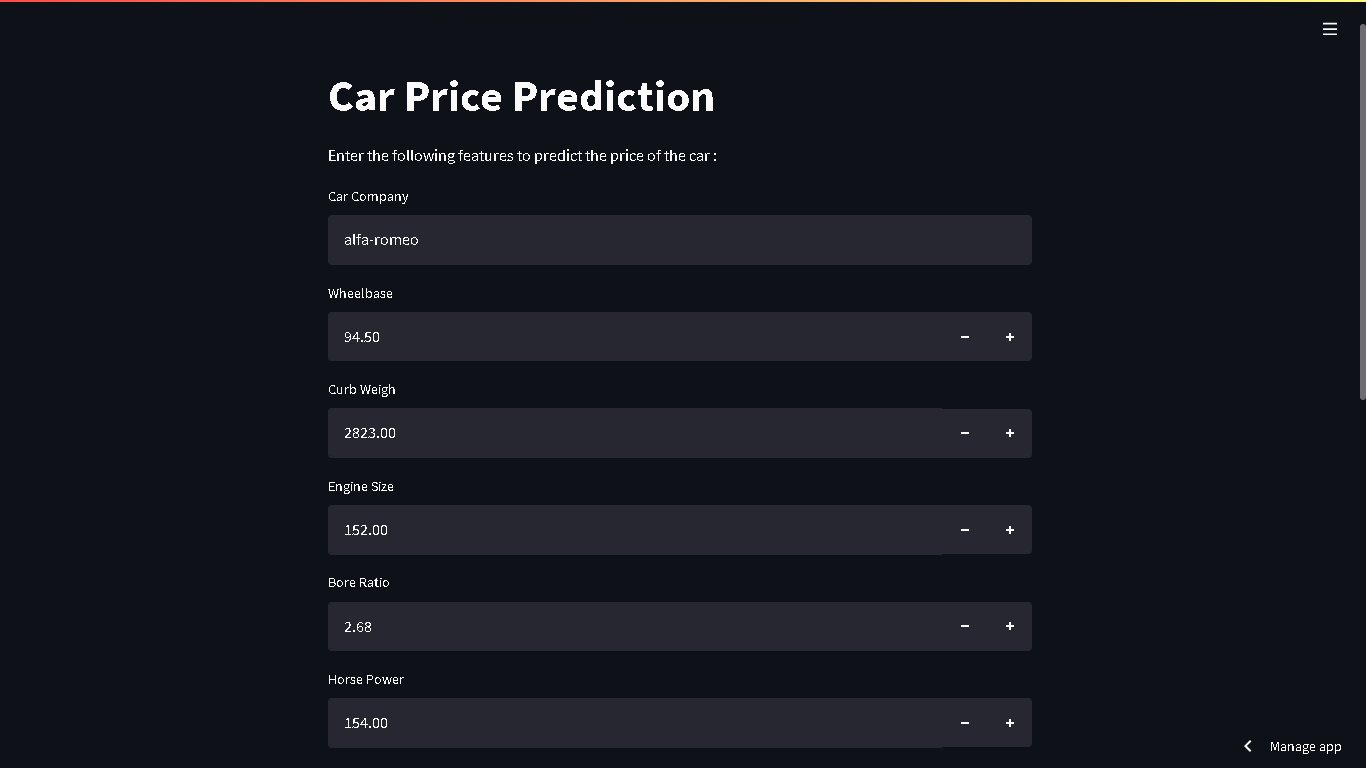 Car Price Prediction
Enter the following features to predict the price of the car :
Car Company
alfa-romeo
Wheelbase
94.50
− +
Curb Weigh
2823.00
− +
Engine Size
152.00
− +
Bore Ratio
2.68
− +
Horse Power
154.00
− +
Manage app